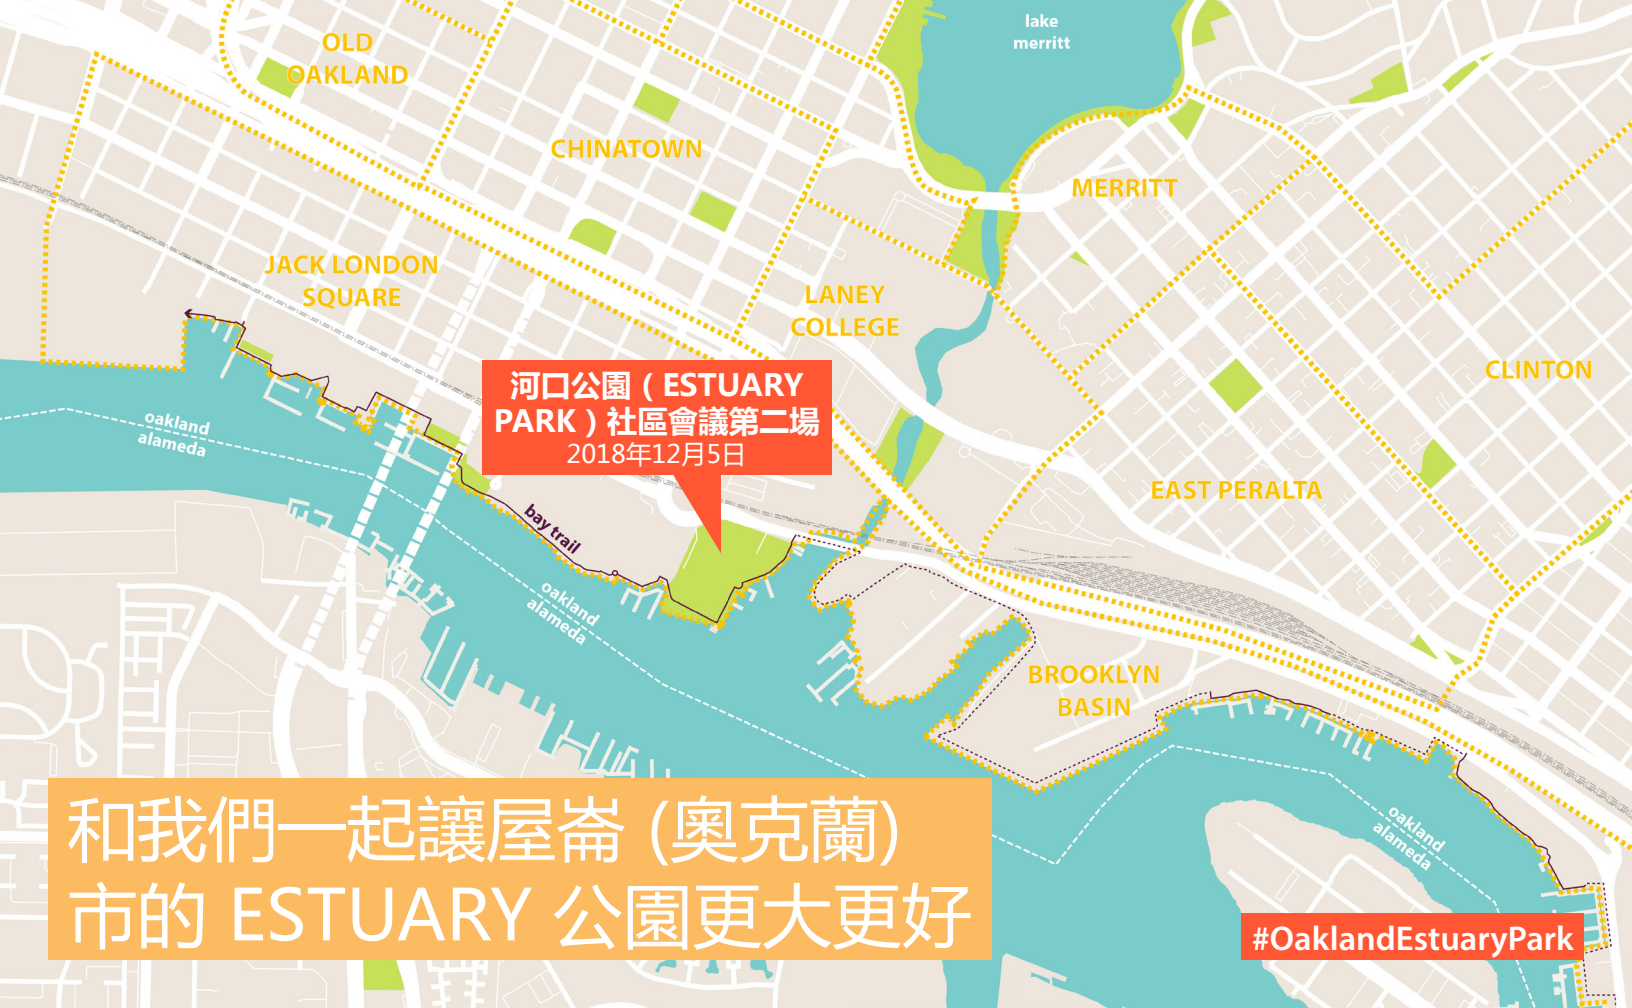 lake
merritt
OLD
OAKLAND
CHINATOWN
MERRITT
JACK LONDON
SQUARE
LANEY
COLLEGE
CLINTON
河口公園（ESTUARY
PARK）社區會議第二場
2018年12月5日
oakland
alameda
EAST PERALTA
bay trail
oakland
alameda
BROOKLYN
BASIN
oakland
alameda
和我們一起讓屋崙 (奧克蘭)
市的 ESTUARY 公園更大更好
#OaklandEstuaryPark